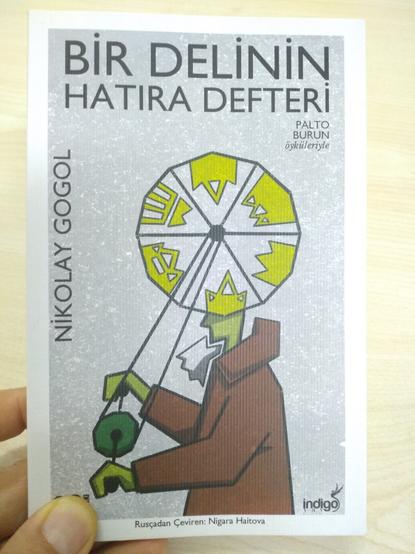 BİR DELİNİN
HATIRA DEFTERİ
PALTO
BURUN
öyküleriyle
NİKOLAY GOGOL
indigo
Rusçadan Çeviren: Nigara Haitova